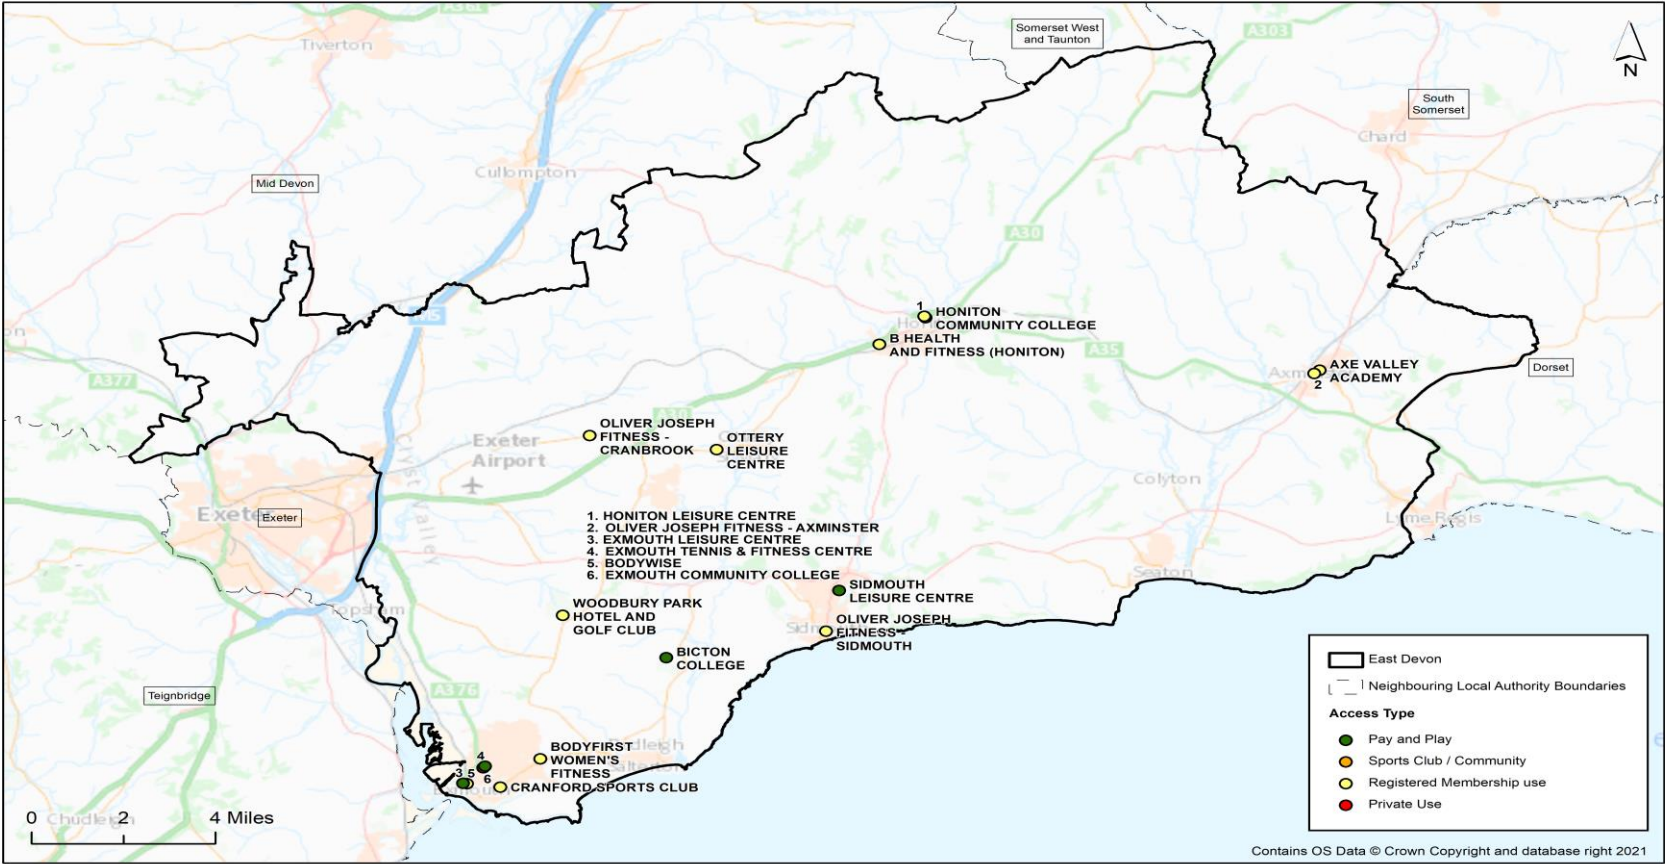 A361
Tiverton
Somerset West
and Taunton
A303
N
South
Somerset
Chard
Cullompton
Mid Devon
A30
M5
1
HONITON
COMMUNITY COLLEGE
B HEALTH
AND FITNESS (HONITON)
A35
AXE VALLEY
ACADEMY
2
Dorset
A377
A30
OLIVER JOSEPH
FITNESS -
CRANBROOK
OTTERY
LEISURE
CENTRE
Exeter
Airport
Clyst Valley
Colyton
Exeter
Exeter
Lyme Regis
1. HONITON LEISURE CENTRE
2. OLIVER JOSEPH FITNESS - AXMINSTER
3. EXMOUTH LEISURE CENTRE
4. EXMOUTH TENNIS & FITNESS CENTRE
5. BODYWISE
6. EXMOUTH COMMUNITY COLLEGE
Seaton
SIDMOUTH
LEISURE CENTRE
Topsham
WOODBURY PARK
HOTEL AND
GOLF CLUB
OLIVER JOSEPH
FITNESS -
SIDMOUTH
BICTON
COLLEGE
Teignbridge
A376
BODYFIRST
WOMEN'S
FITNESS
4
3 5
6
CRANFORD SPORTS CLUB
0 2 4 Miles
Chudleigh
East Devon
Neighbouring Local Authority Boundaries
Access Type
Pay and Play
Sports Club / Community
Registered Membership use
Private Use
Contains OS Data © Crown Copyright and database right 2021